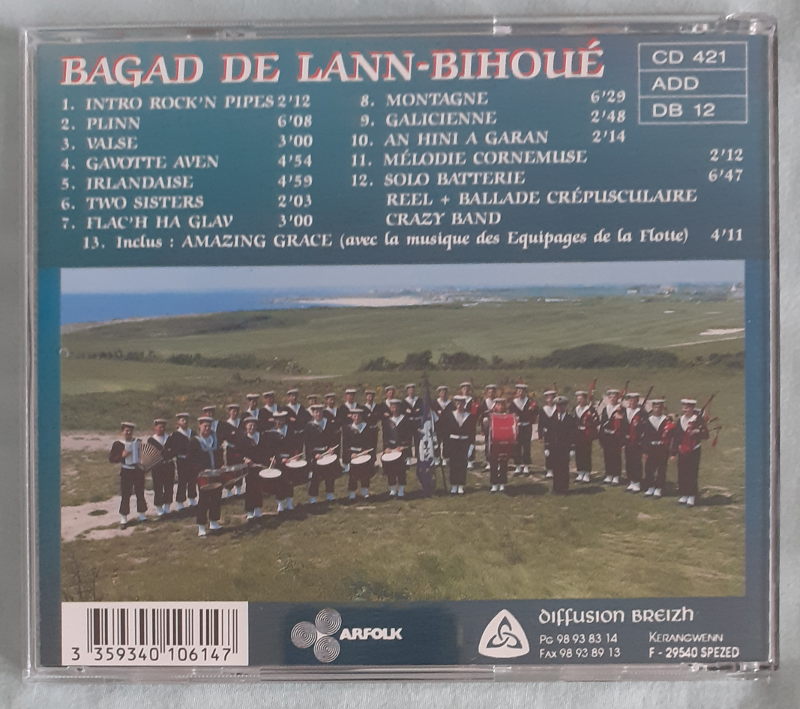 BAGAD DE LANN-BIHOUÉ
CD 421
ADD
DB 12
1. INTRO ROCK'N PIPES 2'12
2. PLINN 6'08
3. VALSE 3'00
4. GAVOTTE AVEN 4'54
5. IRLANDAISE 4'59
6. TWO SISTERS 2'03
7. FLAC'H HA GLAV 3'00
8. MONTAGNE 6'29
9. GALICIENNE 2'48
10. AN HINI A GARAN 2'14
11. MÉLODIE CORNEMUSE 2'12
12. SOLO BATTERIE 6'47
REEL + BALLADE CRÉPUSCULAIRE
CRAZY BAND
13. Inclus : AMAZING GRACE (avec la musique des Equipages de la Flotte) 4'11
3 359340 106147
ARFOLK
Diffusion Breizh
PG 98 93 83 14
FAX 98 93 89 13
KERANGWENN
F - 29540 SPEZED